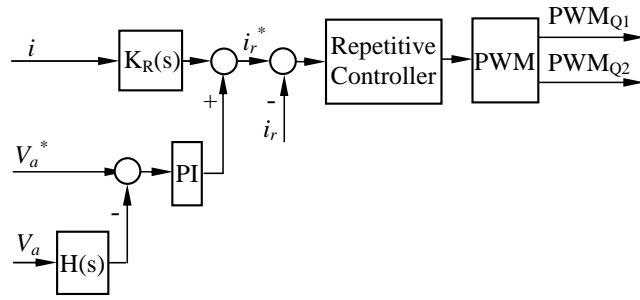 i
K_R(s)
i_r^*
Repetitive
Controller
PWM
PWM_Q1
PWM_Q2
+
-
i_r
V_a^*
PI
-
V_a
H(s)